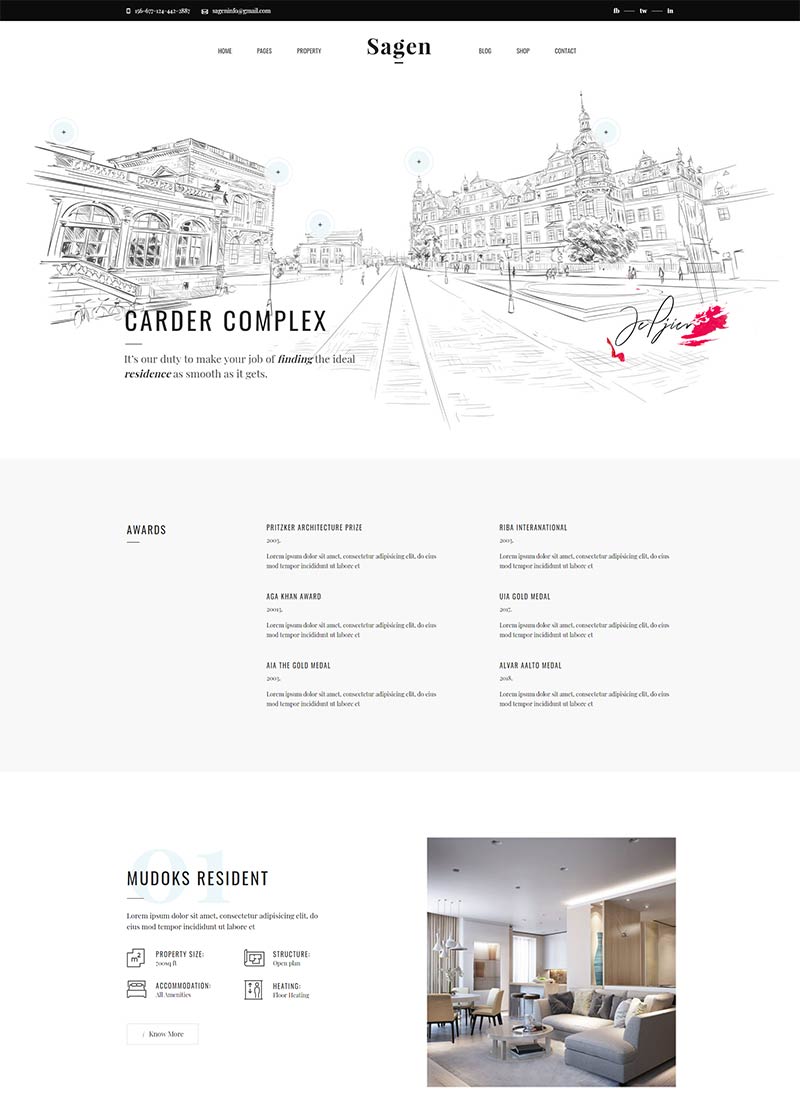 156-677-124-442-2887 sageninfo@gmail.com fb tw in
HOME PAGES PROPERTY Sagen BLOG SHOP CONTACT
CARDER COMPLEX
It's our duty to make your job of finding the ideal
residence as smooth as it gets.
AWARDS
PRITZKER ARCHITECTURE PRIZE
2005.
Lorem ipsum dolor sit amet, consectetur adipisicing elit, do eius
mod tempor incididunt ut labore et
RIBA INTERANATIONAL
2005.
Lorem ipsum dolor sit amet, consectetur adipisicing elit, do eius
mod tempor incididunt ut labore et
AGA KHAN AWARD
20015.
Lorem ipsum dolor sit amet, consectetur adipisicing elit, do eius
mod tempor incididunt ut labore et
UIA GOLD MEDAL
2017.
Lorem ipsum dolor sit amet, consectetur adipisicing elit, do eius
mod tempor incididunt ut labore et
AIA THE GOLD MEDAL
2003.
Lorem ipsum dolor sit amet, consectetur adipisicing elit, do eius
mod tempor incididunt ut labore et
ALVAR AALTO MEDAL
2018.
Lorem ipsum dolor sit amet, consectetur adipisicing elit, do eius
mod tempor incididunt ut labore et
01
MUDOKS RESIDENT
Lorem ipsum dolor sit amet, consectetur adipisicing elit, do
eius mod tempor incididunt ut labore et
m²
PROPERTY SIZE:
700sq ft
STRUCTURE:
Open plan
ACCOMMODATION:
All Amenities
HEATING:
Floor Heating
/ Know More